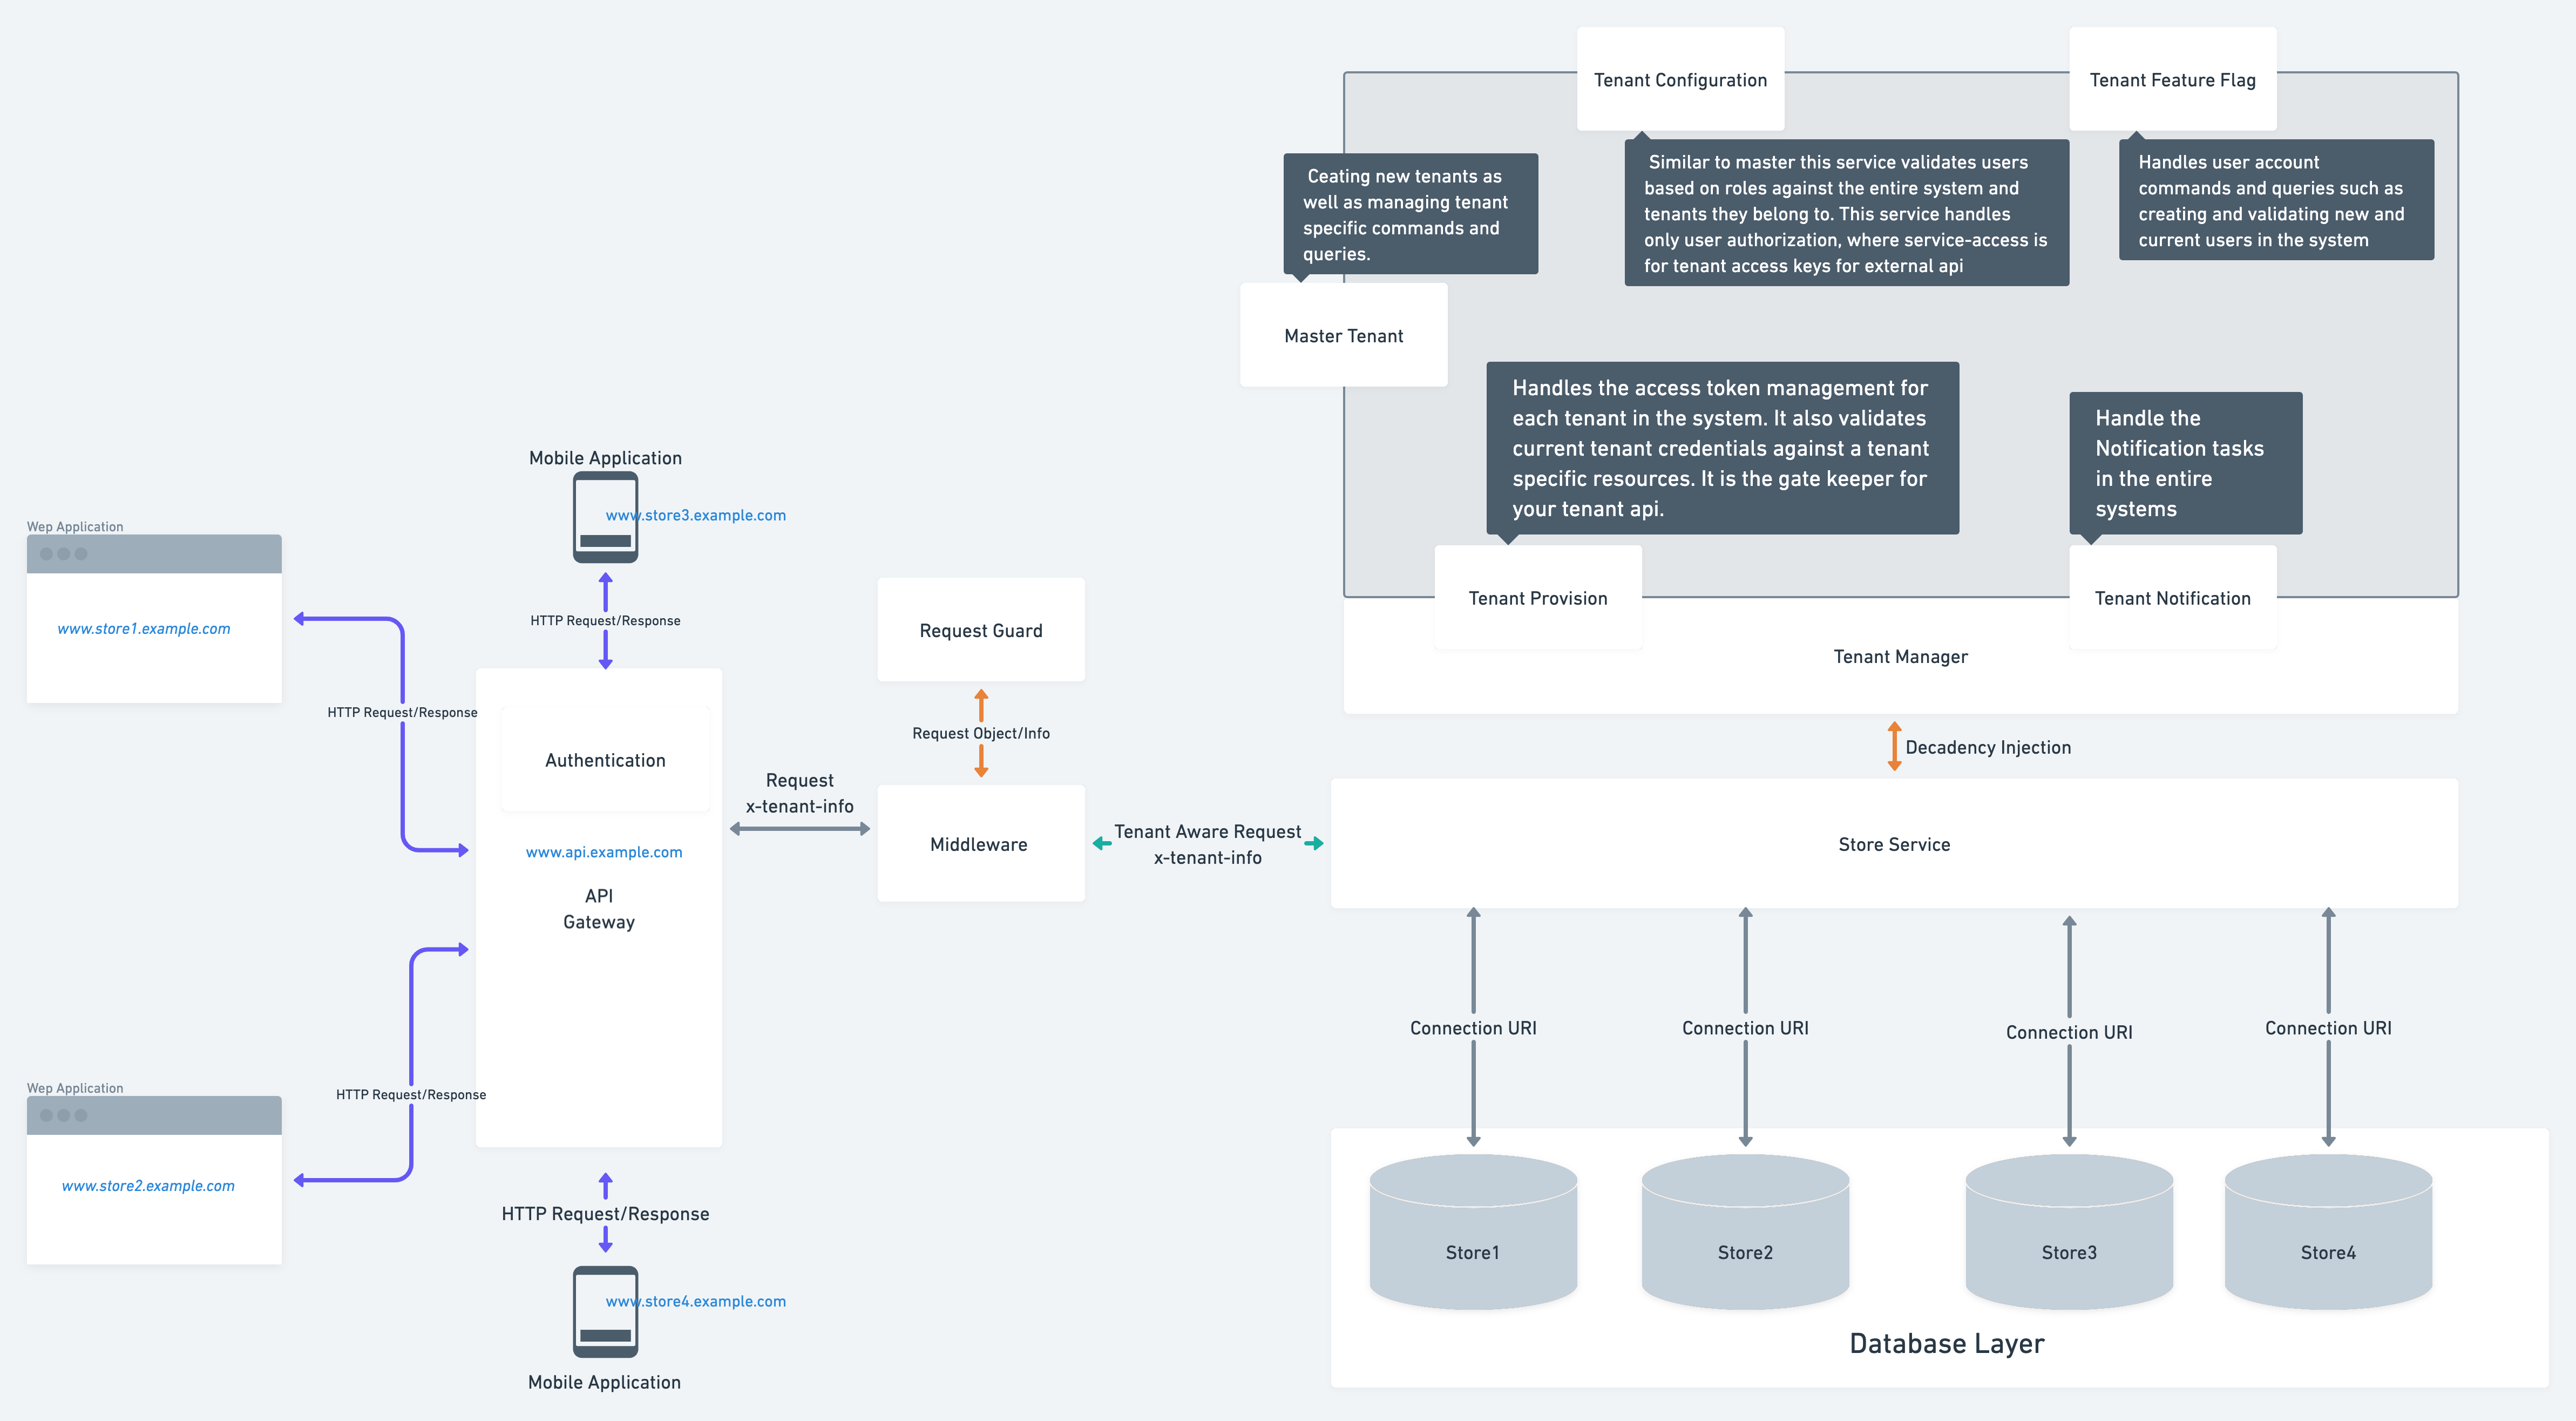 Tenant Configuration
Tenant Feature Flag
Similar to master this service validates users
based on roles against the entire system and
tenants they belong to. This service handles
only user authorization, where service-access is
for tenant access keys for external api
Handles user account
commands and queries such as
creating and validating new and
current users in the system
Ceating new tenants as
well as managing tenant
specific commands and
queries.
Master Tenant
Handles the access token management for
each tenant in the system. It also validates
current tenant credentials against a tenant
specific resources. It is the gate keeper for
your tenant api.
Handle the
Notification tasks
in the entire
systems
Tenant Provision
Tenant Notification
Tenant Manager
Decadency Injection
Mobile Application
www.store3.example.com
HTTP Request/Response
Wep Application
www.store1.example.com
HTTP Request/Response
Authentication
www.api.example.com
API
Gateway
Request Guard
Request Object/Info
Request
x-tenant-info
Middleware
Tenant Aware Request
x-tenant-info
Store Service
Connection URI
Connection URI
Connection URI
Connection URI
Wep Application
www.store2.example.com
HTTP Request/Response
HTTP Request/Response
www.store4.example.com
Mobile Application
Store1
Store2
Store3
Store4
Database Layer